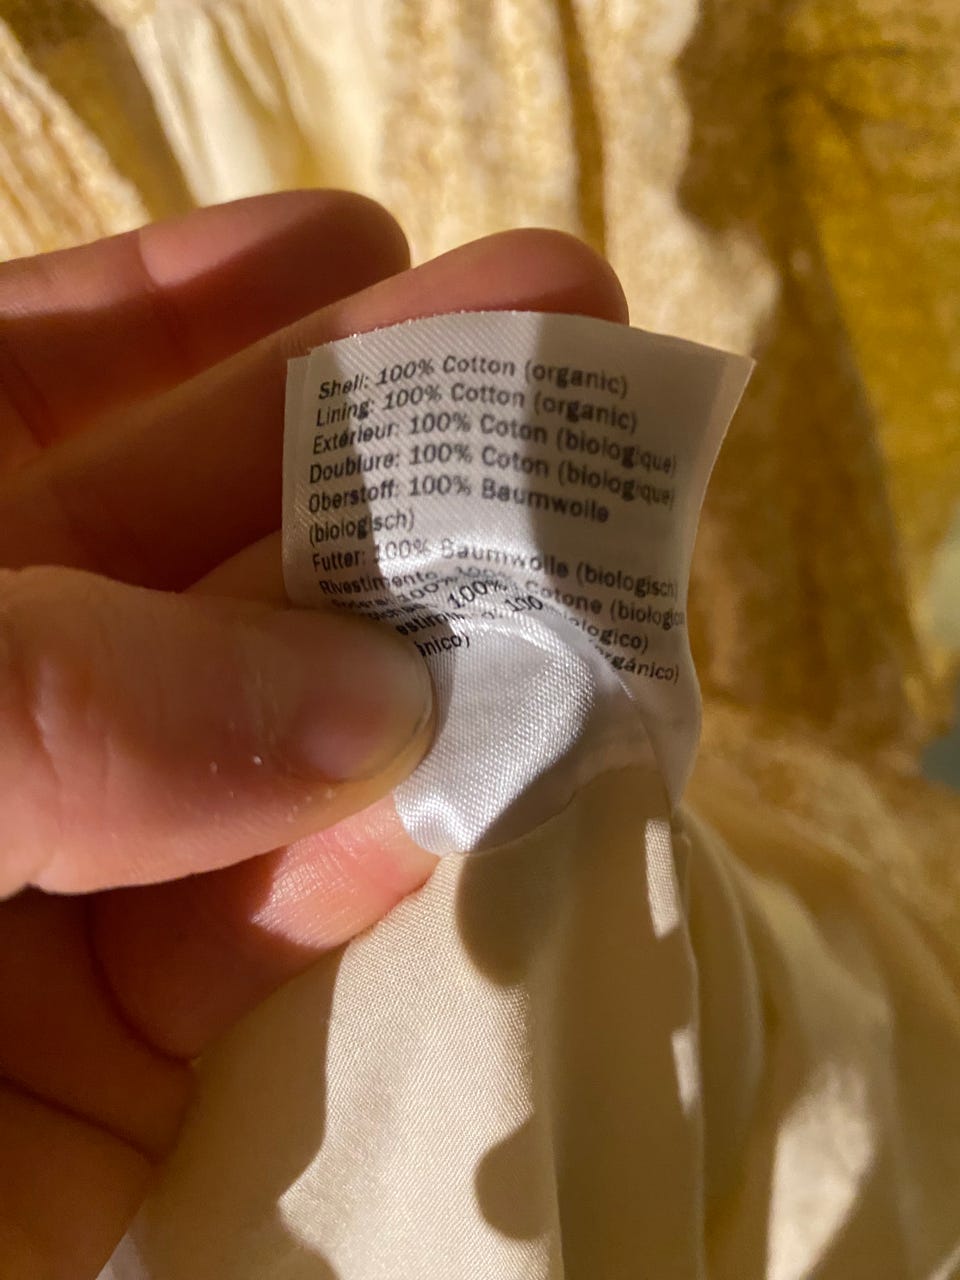 Shell: 100% Cotton (organic)
Lining: 100% Cotton (organic)
Extérieur: 100% Coton (biologique)
Doublure: 100% Coton (biologique)
Oberstoff: 100% Baumwolle
(biologisch)
Futter: 100% Baumwolle (biologisch)
Rivestimento 100% Cotone (biologico
100%